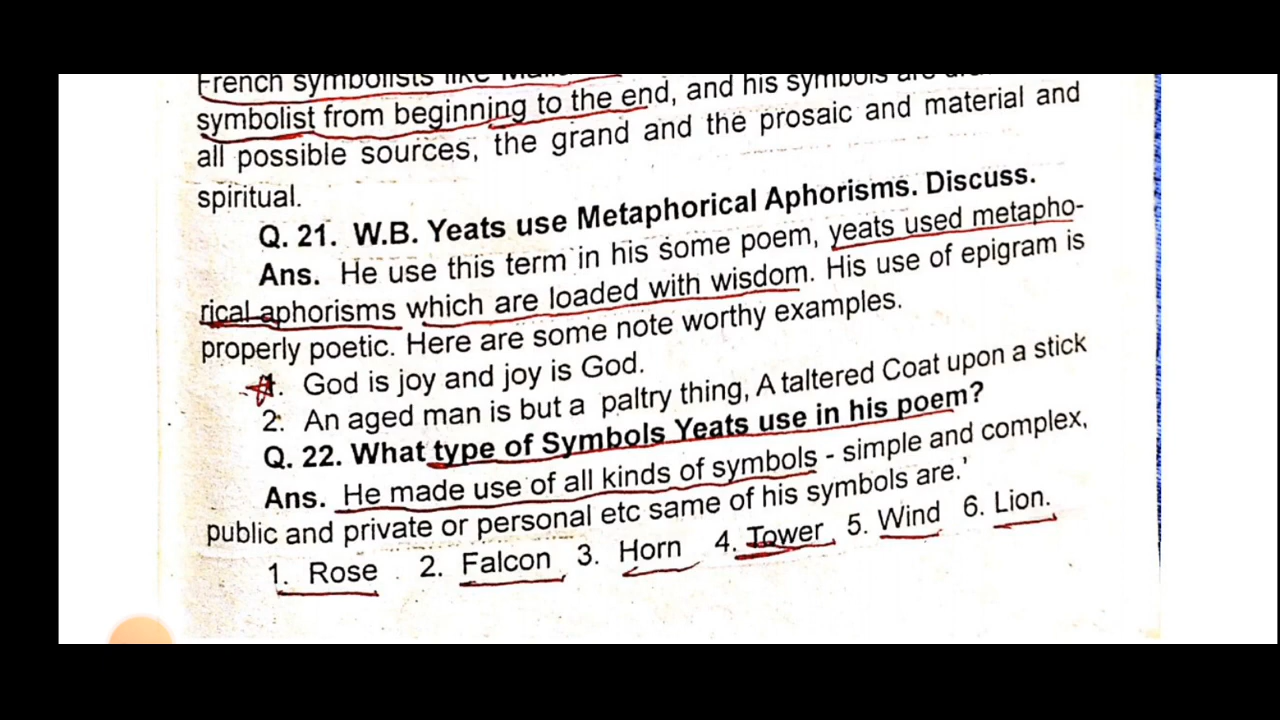 French symbolists like
symbolist from beginning to the end, and his symbols are
all possible sources, the grand and the prosaic and material and
spiritual.
Q. 21. W.B. Yeats use Metaphorical Aphorisms. Discuss.
Ans. He use this term in his some poem, yeats used metapho-
rical aphorisms which are loaded with wisdom. His use of epigram is
properly poetic. Here are some note worthy examples.
1. God is joy and joy is God.
2. An aged man is but a paltry thing, A taltered Coat upon a stick
Q. 22. What type of Symbols Yeats use in his poem?
Ans. He made use of all kinds of symbols - simple and complex,
public and private or personal etc same of his symbols are.'
1. Rose 2. Falcon 3. Horn 4. Tower 5. Wind 6. Lion.